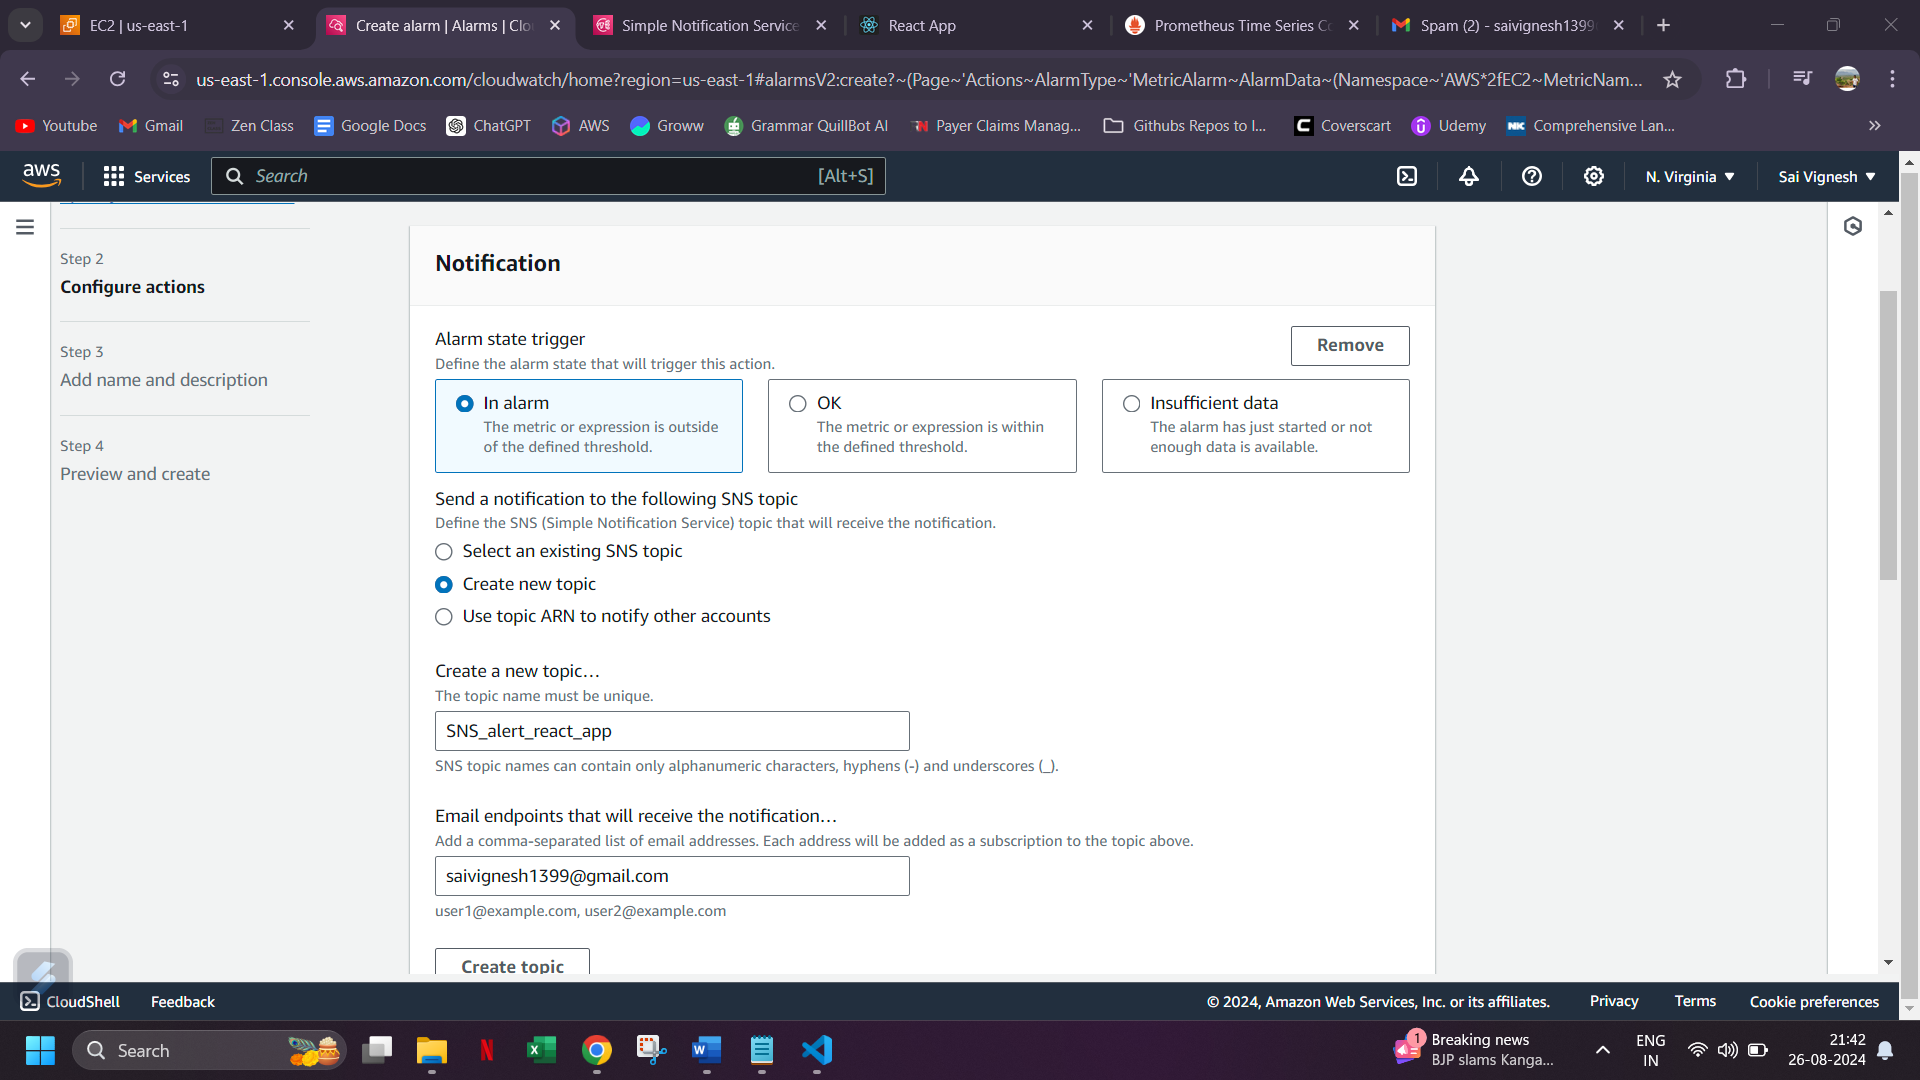 EC2 | us-east-1
Create alarm | Alarms | Clo
Simple Notification Service
React App
Prometheus Time Series Co
Spam (2) - saivignesh1399
us-east-1.console.aws.amazon.com/cloudwatch/home?region=us-east-1#alarmsV2:create?~(Page~'Actions~AlarmType~'MetricAlarm~AlarmData~(Namespace~'AWS*2fEC2~MetricNam...
Youtube
Gmail
Zen Class
Google Docs
ChatGPT
AWS
Groww
Grammar QuillBot AI
Payer Claims Manag...
Githubs Repos to l...
Coverscart
Udemy
NK
Comprehensive Lan...
aws
Services
Search
[Alt+S]
N. Virginia
Sai Vignesh
Step 2
Configure actions
Step 3
Add name and description
Step 4
Preview and create
Notification
Alarm state trigger
Define the alarm state that will trigger this action.
Remove
In alarm
The metric or expression is outside
of the defined threshold.
OK
The metric or expression is within
the defined threshold.
Insufficient data
The alarm has just started or not
enough data is available.
Send a notification to the following SNS topic
Define the SNS (Simple Notification Service) topic that will receive the notification.
Select an existing SNS topic
Create new topic
Use topic ARN to notify other accounts
Create a new topic…
The topic name must be unique.
SNS_alert_react_app
SNS topic names can contain only alphanumeric characters, hyphens (-) and underscores (_).
Email endpoints that will receive the notification…
Add a comma-separated list of email addresses. Each address will be added as a subscription to the topic above.
saivignesh1399@gmail.com
user1@example.com, user2@example.com
Create topic
CloudShell
Feedback
© 2024, Amazon Web Services, Inc. or its affiliates.
Privacy
Terms
Cookie preferences
Search
1
Breaking news
BJP slams Kanga...
ENG
IN
21:42
26-08-2024